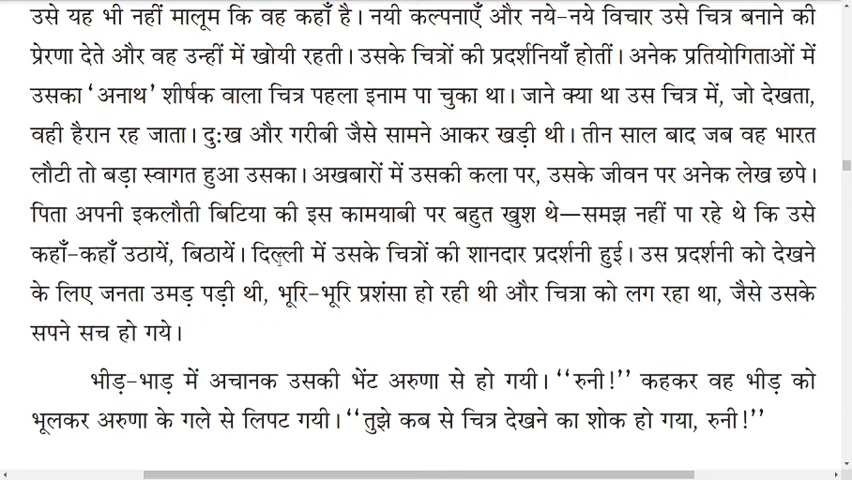 उसे यह भी नहीं मालूम कि वह कहाँ है। नयी कल्पनाएँ और नये-नये विचार उसे चित्र बनाने की
प्रेरणा देते और वह उन्हीं में खोयी रहती। उसके चित्रों की प्रदर्शनियाँ होतीं। अनेक प्रतियोगिताओं में
उसका ‘अनाथ’ शीर्षक वाला चित्र पहला इनाम पा चुका था। जाने क्या था उस चित्र में, जो देखता,
वही हैरान रह जाता। दुःख और गरीबी जैसे सामने आकर खड़ी थी। तीन साल बाद जब वह भारत
लौटी तो बड़ा स्वागत हुआ उसका। अखबारों में उसकी कला पर, उसके जीवन पर अनेक लेख छपे।
पिता अपनी इकलौती बिटिया की इस कामयाबी पर बहुत खुश थे—समझ नहीं पा रहे थे कि उसे
कहाँ-कहाँ उठायें, बिठायें। दिल्ली में उसके चित्रों की शानदार प्रदर्शनी हुई। उस प्रदर्शनी को देखने
के लिए जनता उमड़ पड़ी थी, भूरि-भूरि प्रशंसा हो रही थी और चित्रा को लग रहा था, जैसे उसके
सपने सच हो गये।
भीड़-भाड़ में अचानक उसकी भेंट अरुणा से हो गयी। ‘‘रुनी!’’ कहकर वह भीड़ को
भूलकर अरुणा के गले से लिपट गयी। ‘‘तुझे कब से चित्र देखने का शोक हो गया, रुनी!’’